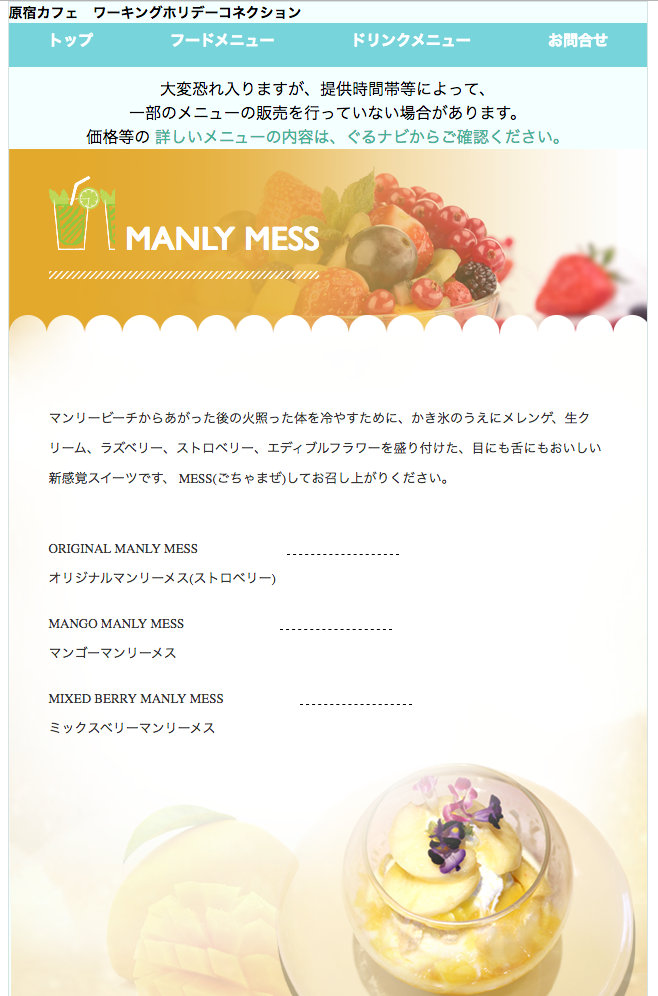 原宿カフェ　ワーキングホリデーコネクション
トップ　フードメニュー　ドリンクメニュー　お問合せ
大変恐れ入りますが、提供時間帯等によって、
一部のメニューの販売を行っていない場合があります。
価格等の 詳しいメニューの内容は、ぐるナビからご確認ください。
MANLY MESS
マンリービーチからあがった後の火照った体を冷やすために、かき氷のうえにメレンゲ、生ク
リーム、ラズベリー、ストロベリー、エディブルフラワーを盛り付けた、目にも舌にもおいしい
新感覚スイーツです、 MESS(ごちゃまぜ)してお召し上がりください。
ORIGINAL MANLY MESS
オリジナルマンリーメス(ストロベリー)
MANGO MANLY MESS
マンゴーマンリーメス
MIXED BERRY MANLY MESS
ミックスベリーマンリーメス